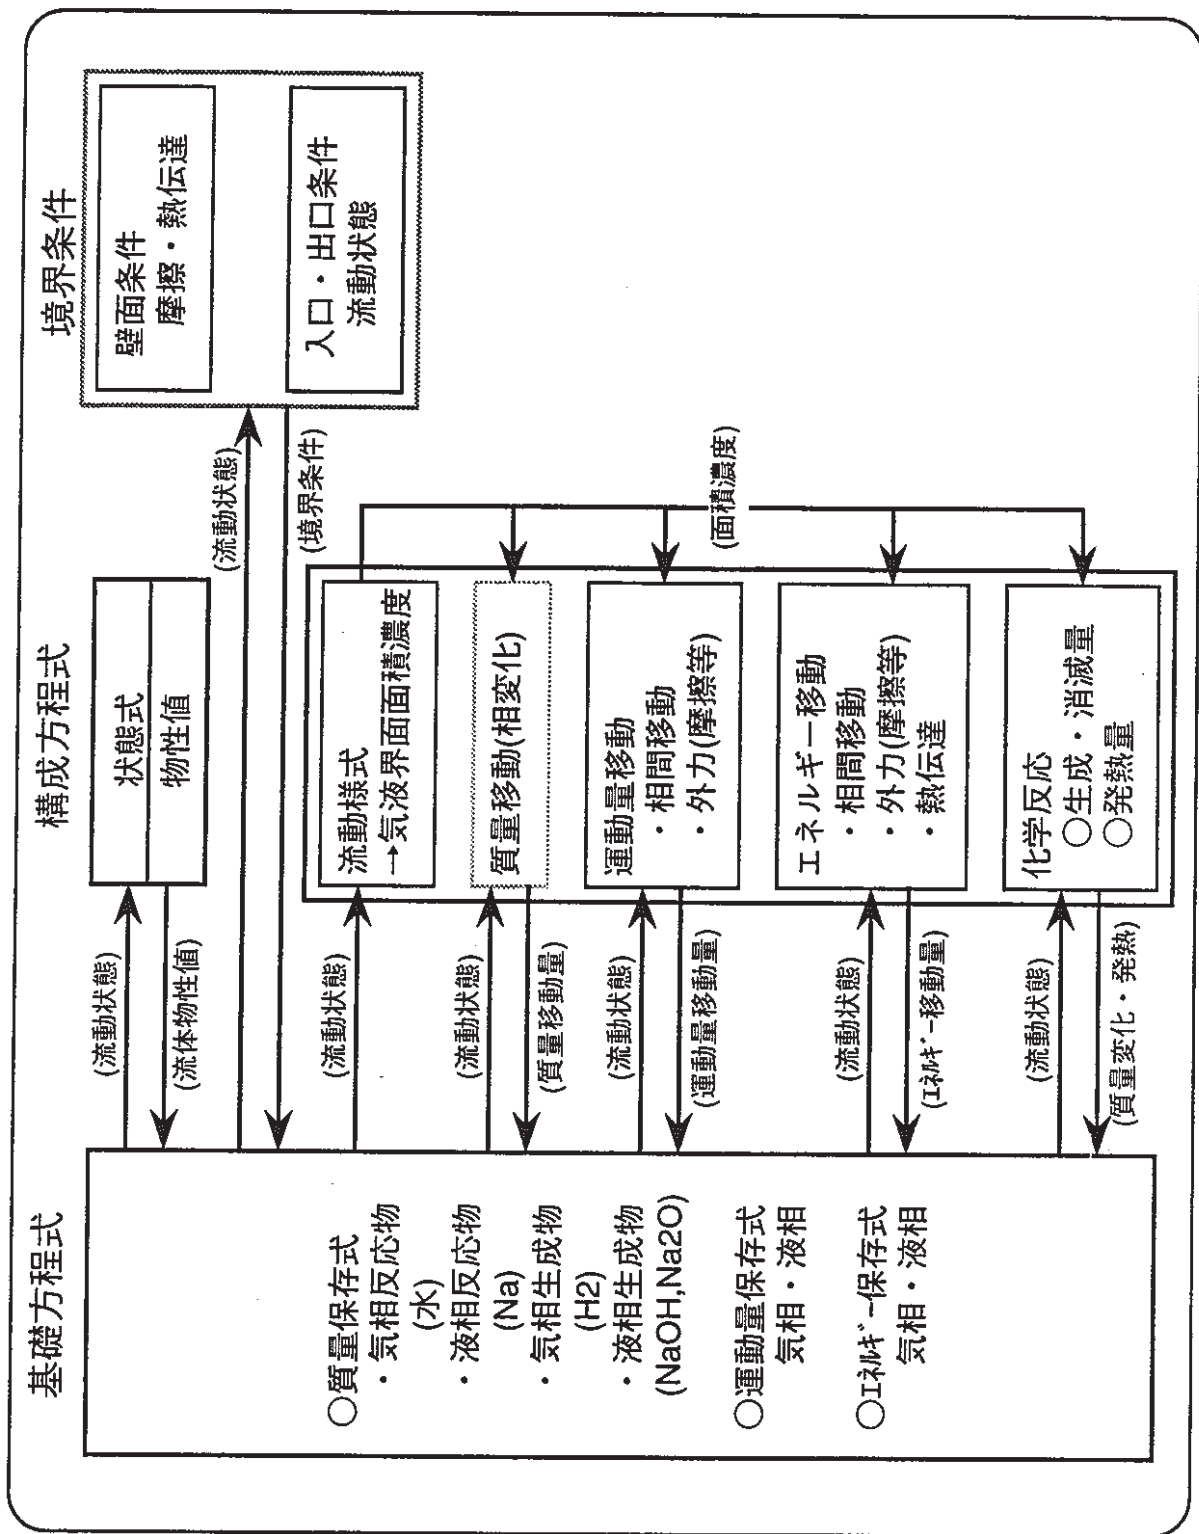 基礎方程式
○質量保存式
・気相反応物
(水)
・液相反応物
(Na)
・気相生成物
(H2)
・液相生成物
(NaOH,Na2O)
○運動量保存式
気相・液相
○エネルギー保存式
気相・液相
(流動状態)
(流体物性値)
(流動状態)
(境界条件)
(流動状態)
(流動状態)
(質量移動量)
(流動状態)
(運動量移動量)
(流動状態)
(エネルギー移動量)
(流動状態)
(質量変化・発熱)
構成方程式
状態式
物性値
流動様式
→気液界面面積濃度
質量移動(相変化)
運動量移動
・相間移動
・外力(摩擦等)
エネルギー移動
・相間移動
・外力(摩擦等)
・熱伝達
化学反応
○生成・消滅量
○発熱量
(面積濃度)
境界条件
壁面条件
摩擦・熱伝達
入口・出口条件
流動状態